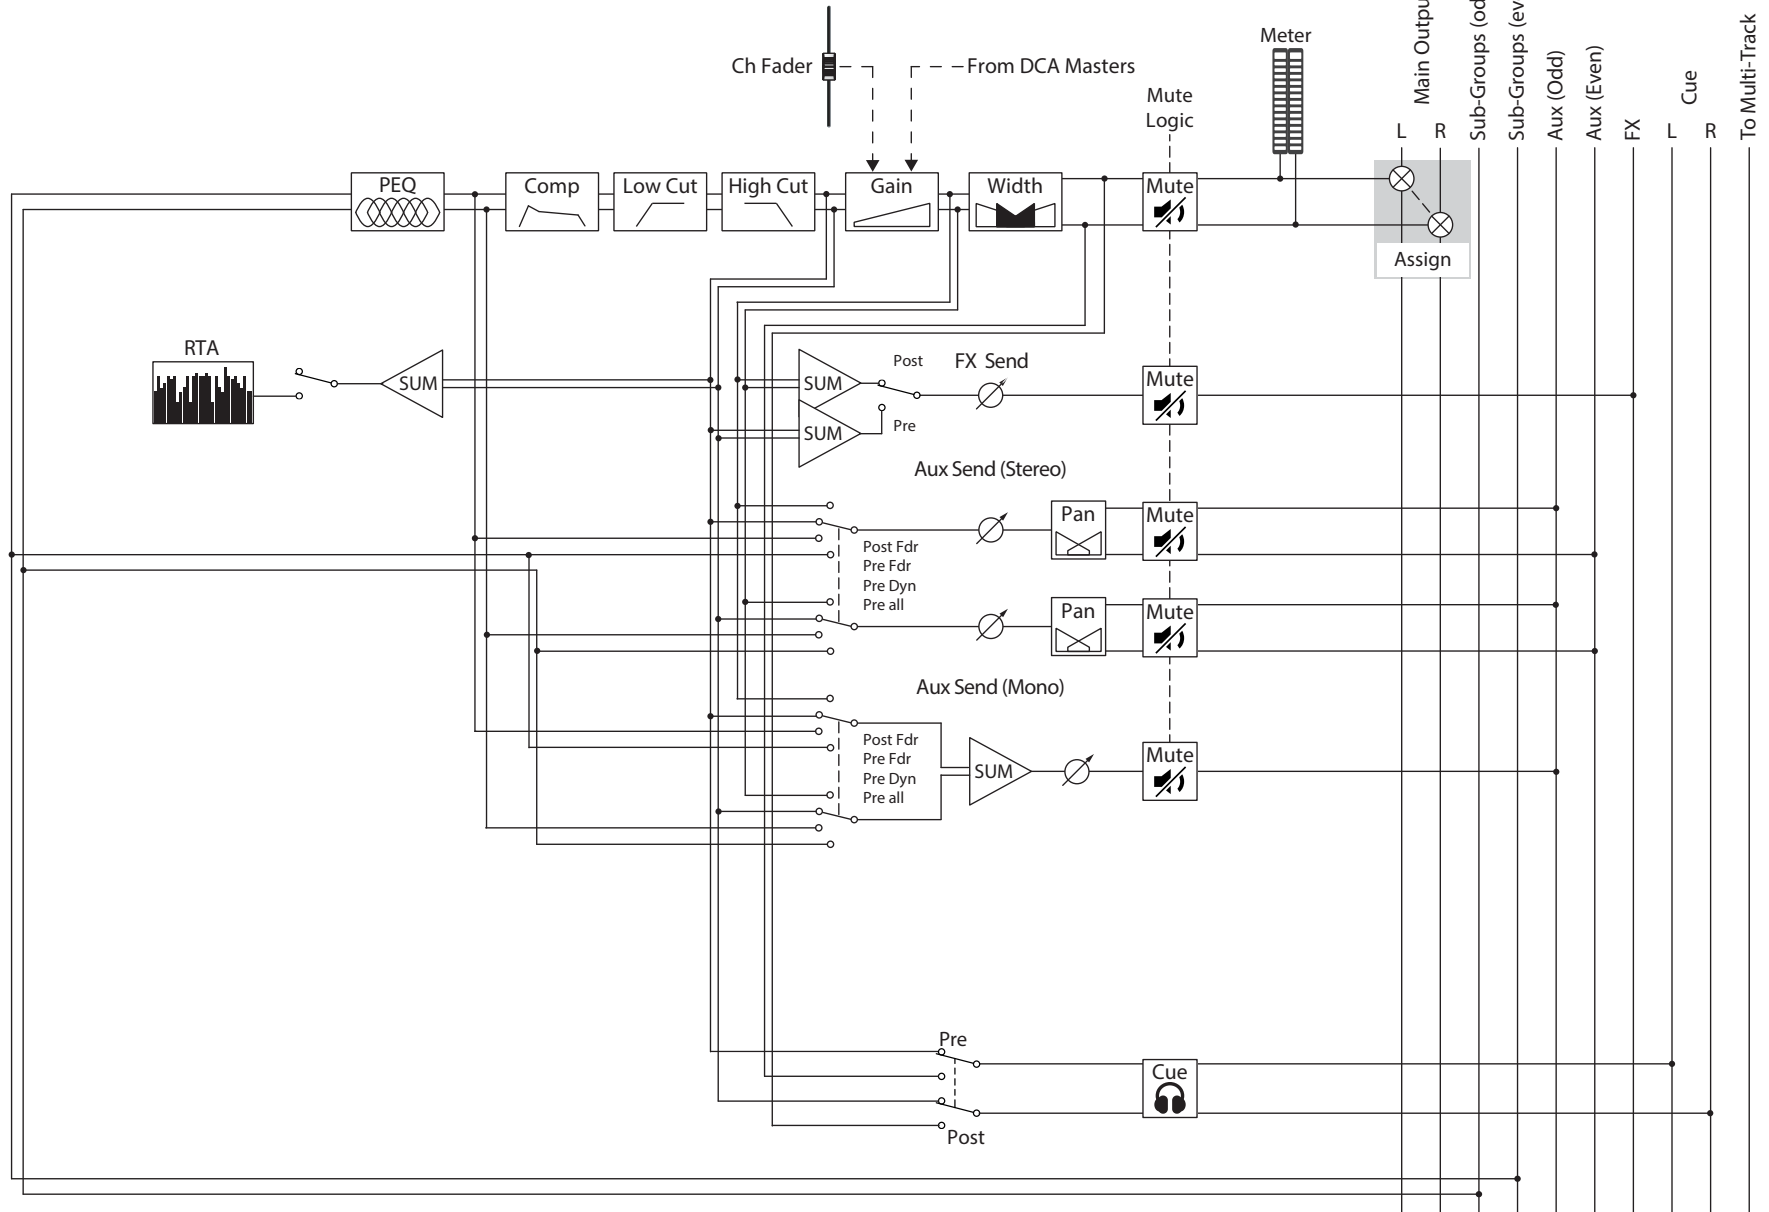 Ch Fader
From DCA Masters
Mute
Logic
Meter
Main
Sub-Groups
Sub-Groups
Aux (Odd)
Aux (Even)
FX
Cue
To Multi-Track
L
R
L
R
PEQ
Comp
Low Cut
High Cut
Gain
Width
Mute
Assign
RTA
SUM
SUM
SUM
Post
Pre
FX Send
Mute
Aux Send (Stereo)
Post Fdr
Pre Fdr
Pre Dyn
Pre all
Pan
Mute
Pan
Mute
Aux Send (Mono)
Post Fdr
Pre Fdr
Pre Dyn
Pre all
SUM
Mute
Pre
Post
Cue